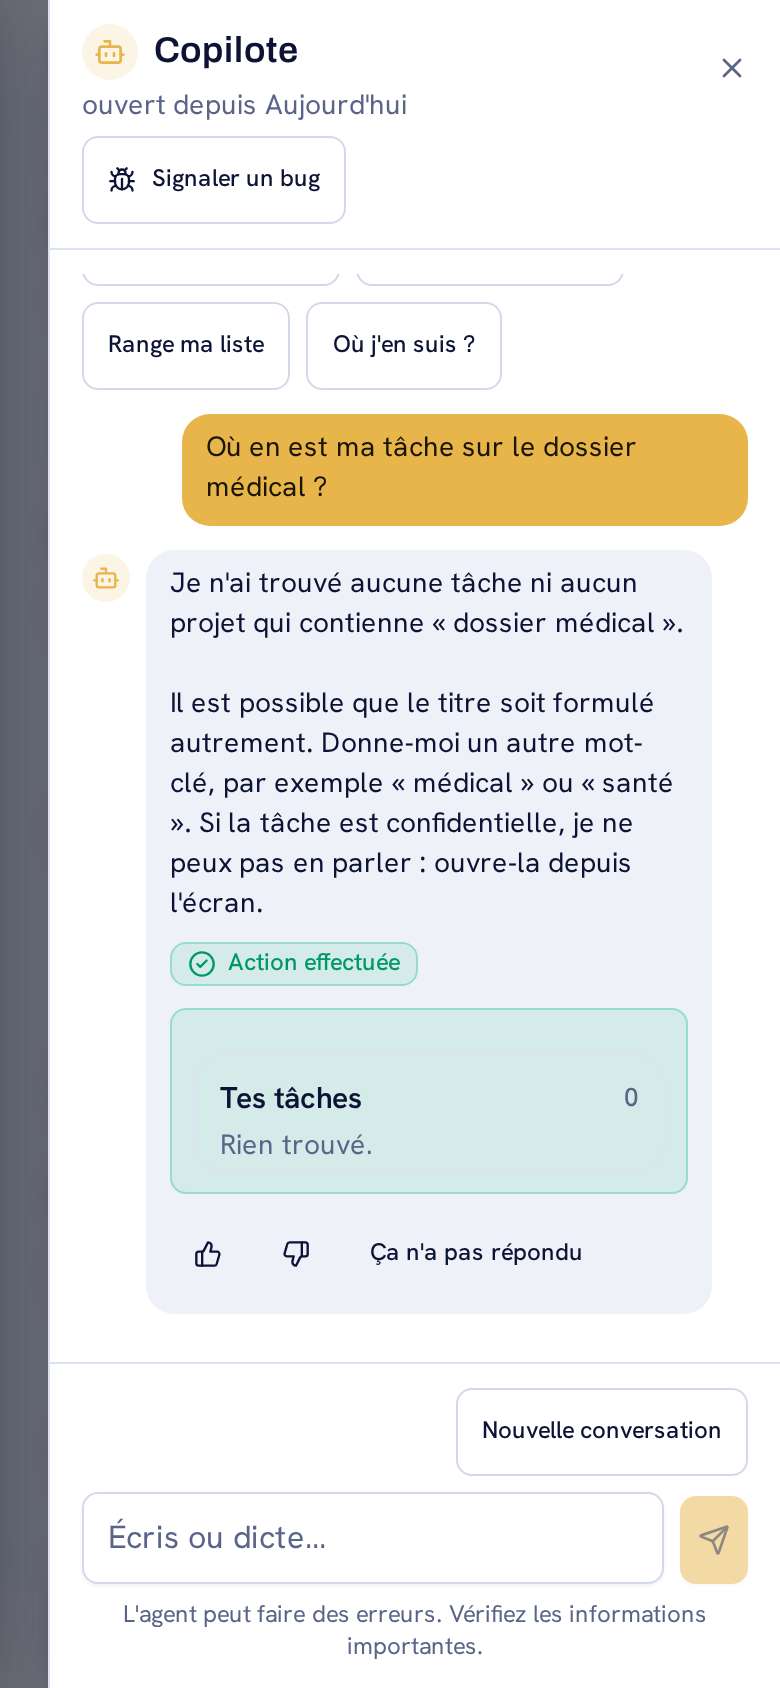 Copilote
ouvert depuis Aujourd'hui
Signaler un bug
Range ma liste
Où j'en suis ?
Où en est ma tâche sur le dossier
médical ?
Je n'ai trouvé aucune tâche ni aucun
projet qui contienne « dossier médical ».
Il est possible que le titre soit formulé
autrement. Donne-moi un autre mot-
clé, par exemple « médical » ou « santé
». Si la tâche est confidentielle, je ne
peux pas en parler : ouvre-la depuis
l'écran.
Action effectuée
Tes tâches 0
Rien trouvé.
Ça n'a pas répondu
Nouvelle conversation
Écris ou dicte...
L'agent peut faire des erreurs. Vérifiez les informations
importantes.